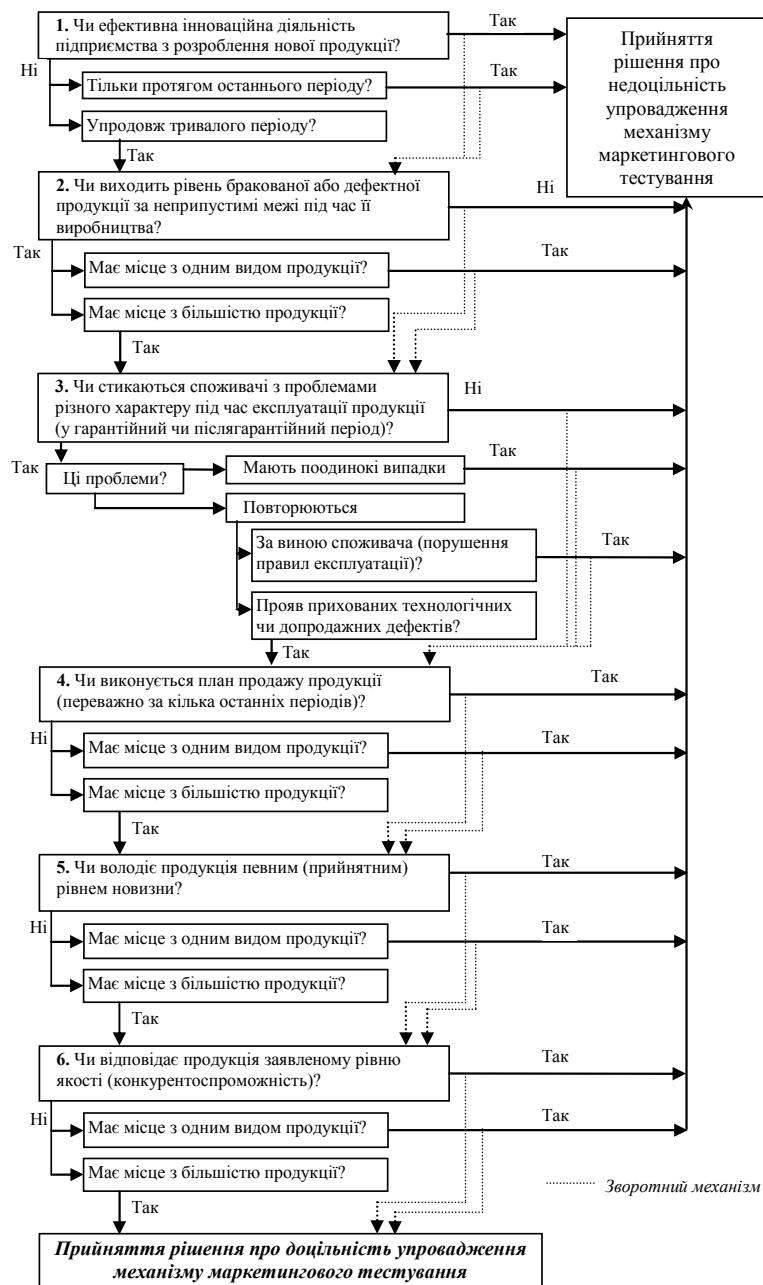 1. Чи ефективна інноваційна діяльність
підприємства з розроблення нової продукції?
Так
Прийняття
рішення про
недоцільність
упровадження
механізму
маркетингового
тестування
Ні
Тільки протягом останнього періоду?
Так
Упродовж тривалого періоду?
Так
2. Чи виходить рівень бракованої або дефектної
продукції за неприпустимі межі під час її
виробництва?
Ні
Так
Має місце з одним видом продукції?
Так
Має місце з більшістю продукції?
Так
3. Чи стикаються споживачі з проблемами
різного характеру під час експлуатації продукції
(у гарантійний чи післягарантійний період)?
Ні
Так
Ці проблеми?
Мають поодинокі випадки
Так
Повторюються
За виною споживача (порушення
правил експлуатації)?
Так
Прояв прихованих технологічних
чи допродажних дефектів?
Так
4. Чи виконується план продажу продукції
(переважно за кілька останніх періодів)?
Так
Ні
Має місце з одним видом продукції?
Так
Має місце з більшістю продукції?
Так
5. Чи володіє продукція певним (прийнятним)
рівнем новизни?
Так
Ні
Має місце з одним видом продукції?
Так
Має місце з більшістю продукції?
Так
6. Чи відповідає продукція заявленому рівню
якості (конкурентоспроможність)?
Так
Ні
Має місце з одним видом продукції?
Так
Має місце з більшістю продукції?
Зворотний механізм
Так
Прийняття рішення про доцільність упровадження
механізму маркетингового тестування